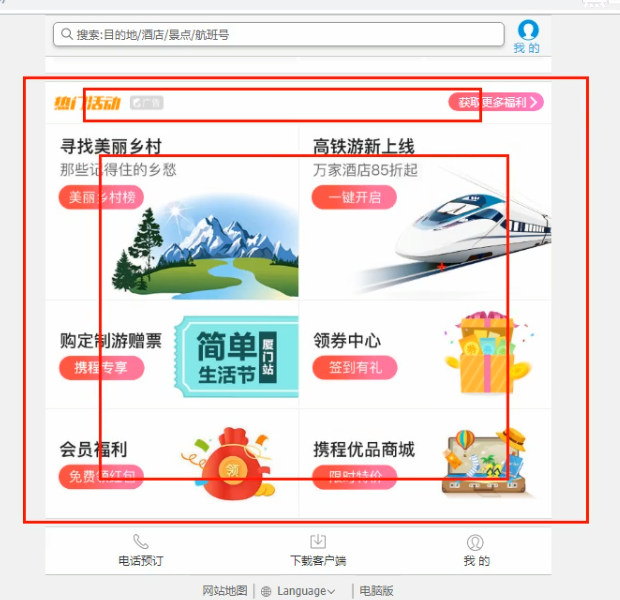 搜索:目的地/酒店/景点/航班号
我的
热门活动 广告
获取更多福利
寻找美丽乡村
那些记得住的乡愁
美丽乡村榜
高铁游新上线
万家酒店85折起
一键开启
购定制游赠票
携程专享
简单
生活节
厦门站
领券中心
签到有礼
会员福利
免费领红包
领
携程优品商城
限时特价
电话预订
下载客户端
我的
网站地图
Language
电脑版